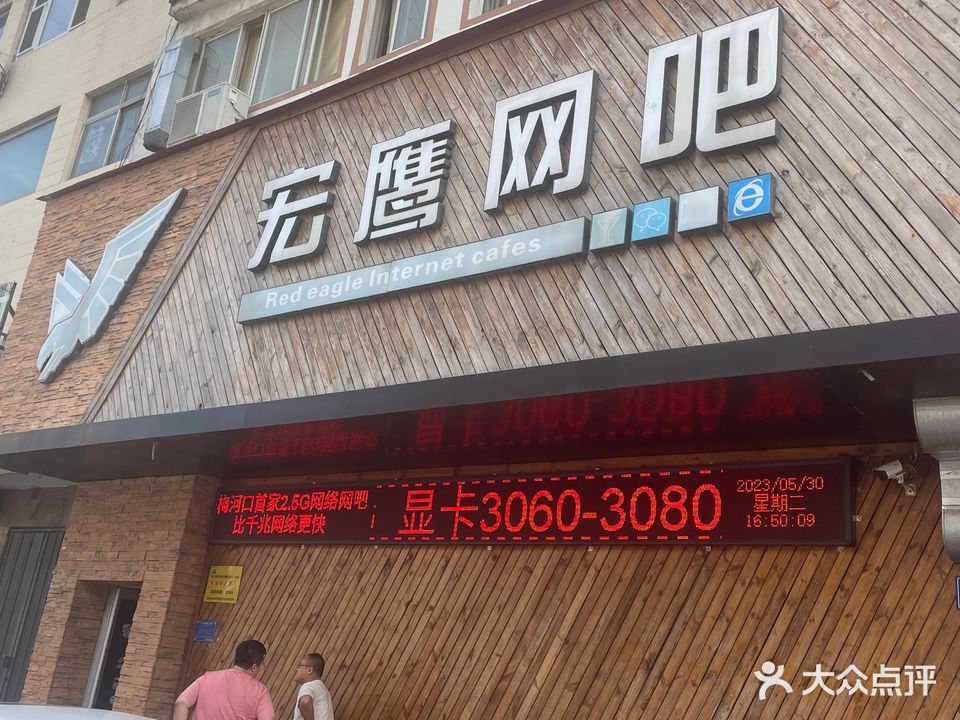 宏鹰网吧
Red eagle Internet cafes
梅河口首家2.5G网络网吧
比千兆网络更快
显卡3060-3080
2023/05/30
星期二
16:50:09
大众点评